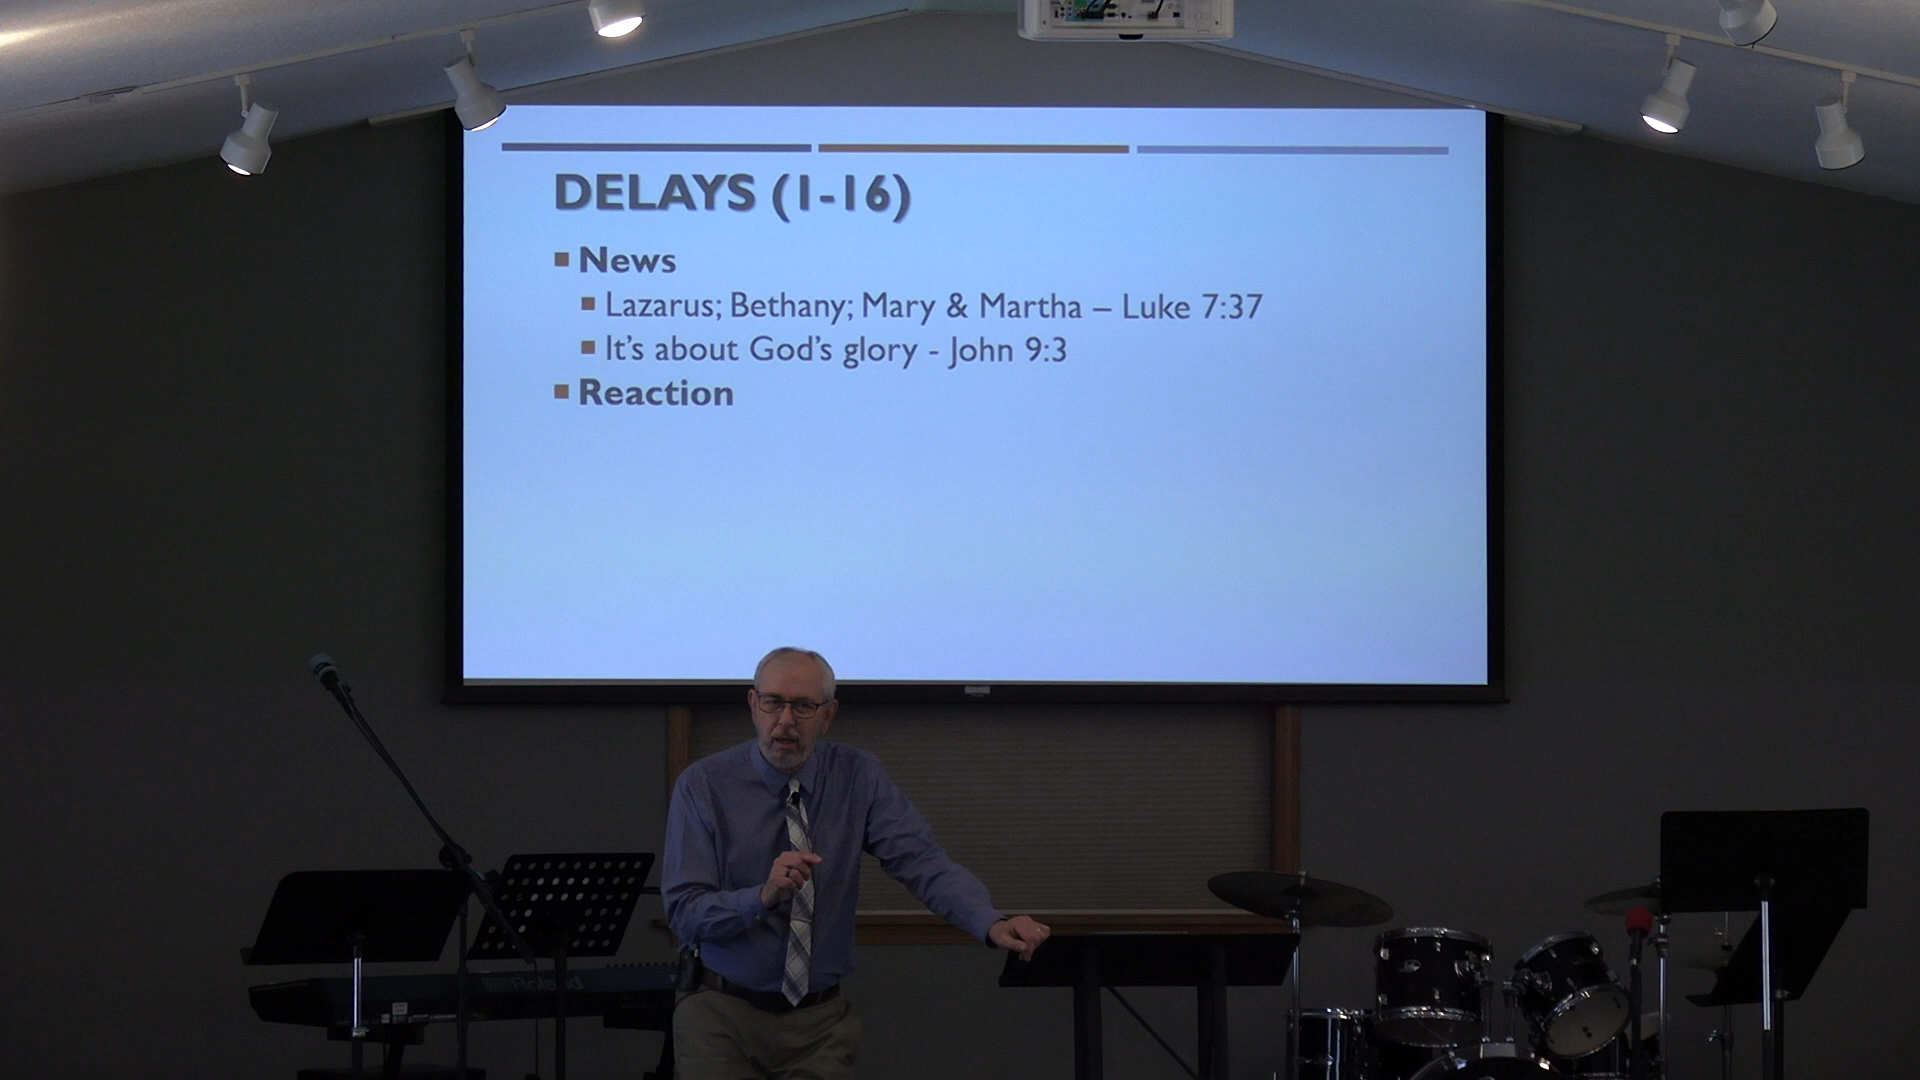 DELAYS (1-16)
News
Lazarus; Bethany; Mary & Martha – Luke 7:37
It's about God's glory - John 9:3
Reaction
Roland